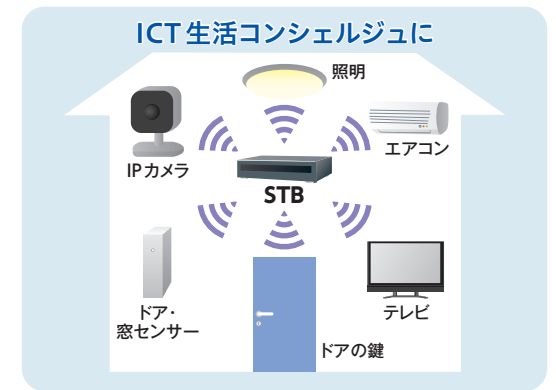 ICT生活コンシェルジュに
照明
IPカメラ
エアコン
STB
ドア・
窓センサー
テレビ
ドアの鍵